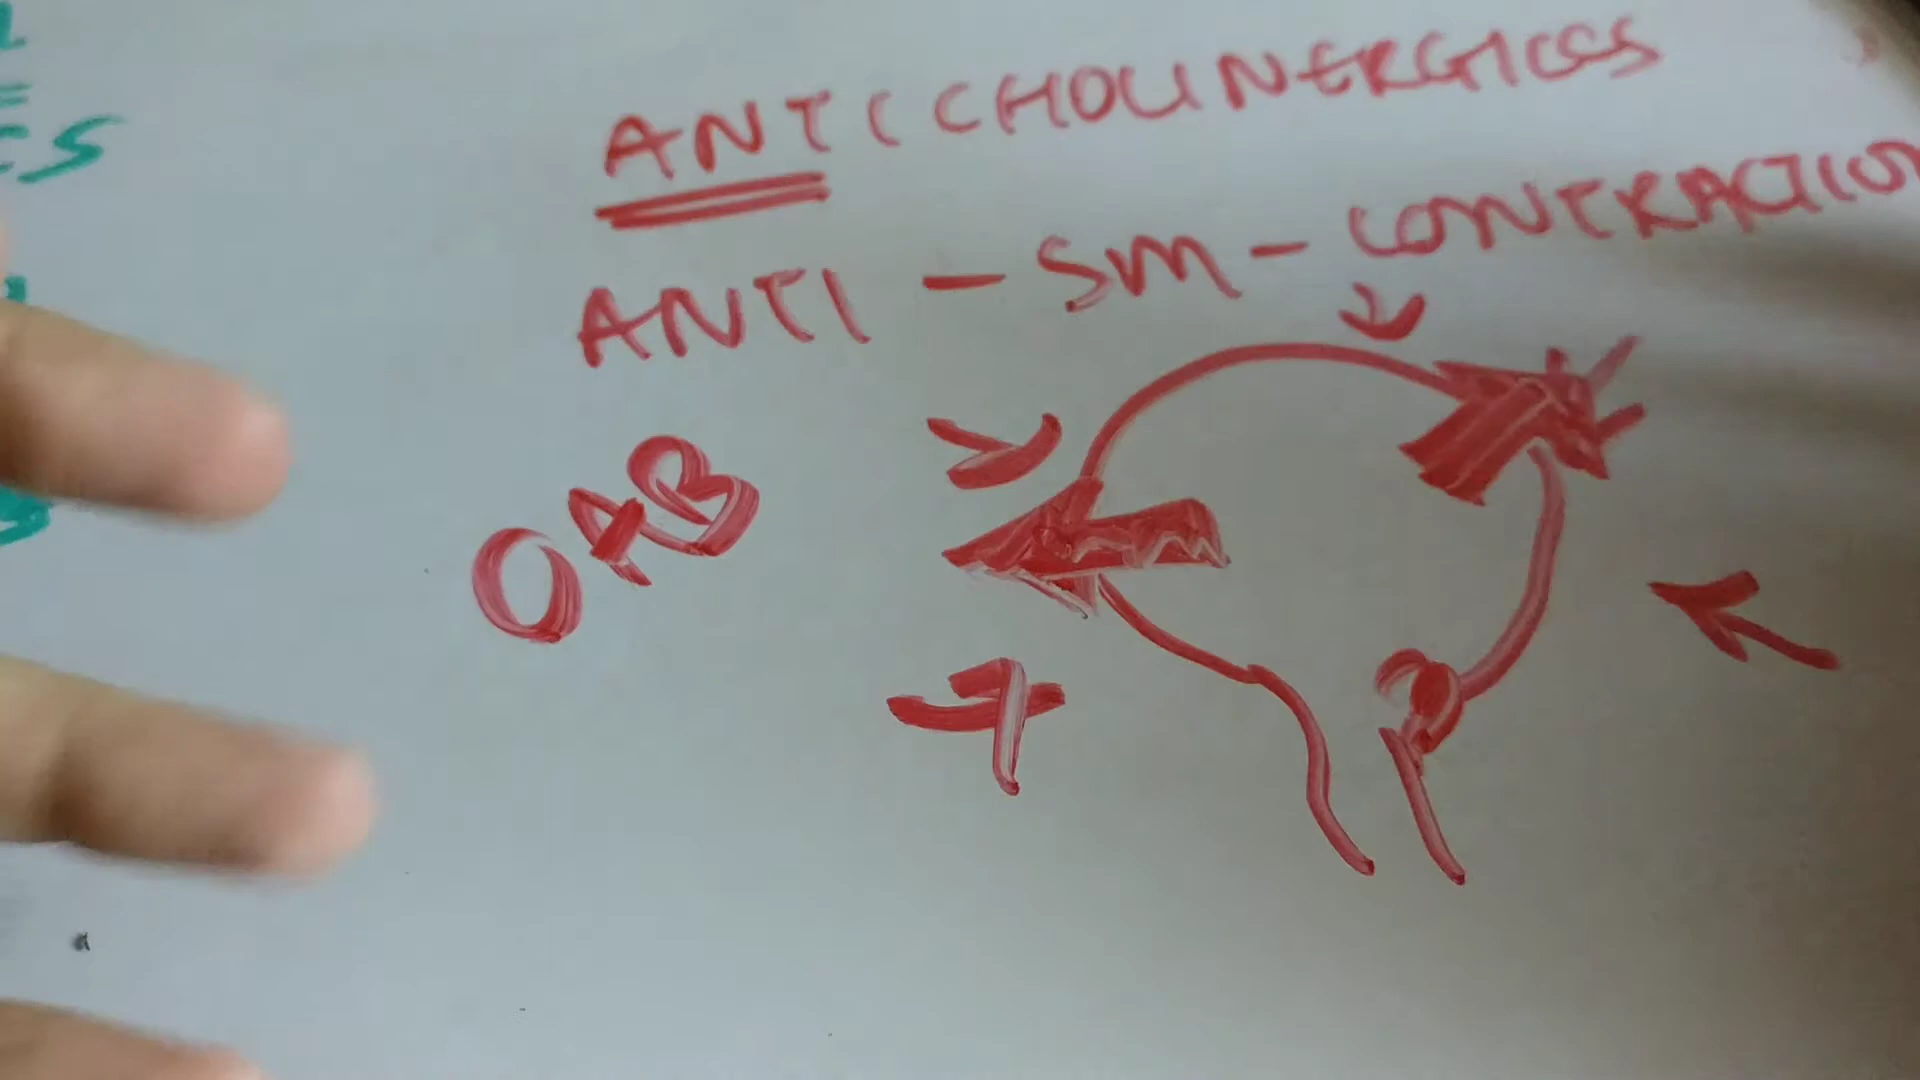 ANTICHOLINERGICS
ANTI - SM - CONTRACTION
OAB